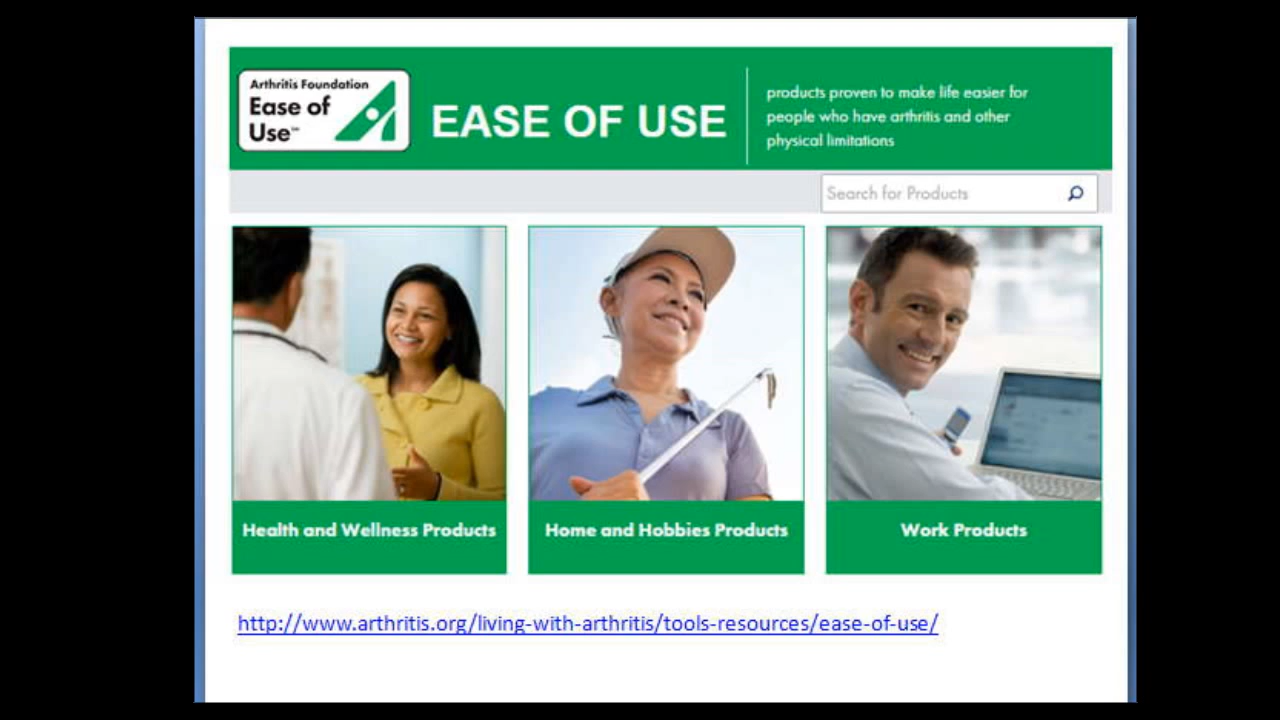 Arthritis Foundation
Ease of
Use℠
EASE OF USE
products proven to make life easier for
people who have arthritis and other
physical limitations
Search for Products
Health and Wellness Products
Home and Hobbies Products
Work Products
http://www.arthritis.org/living-with-arthritis/tools-resources/ease-of-use/